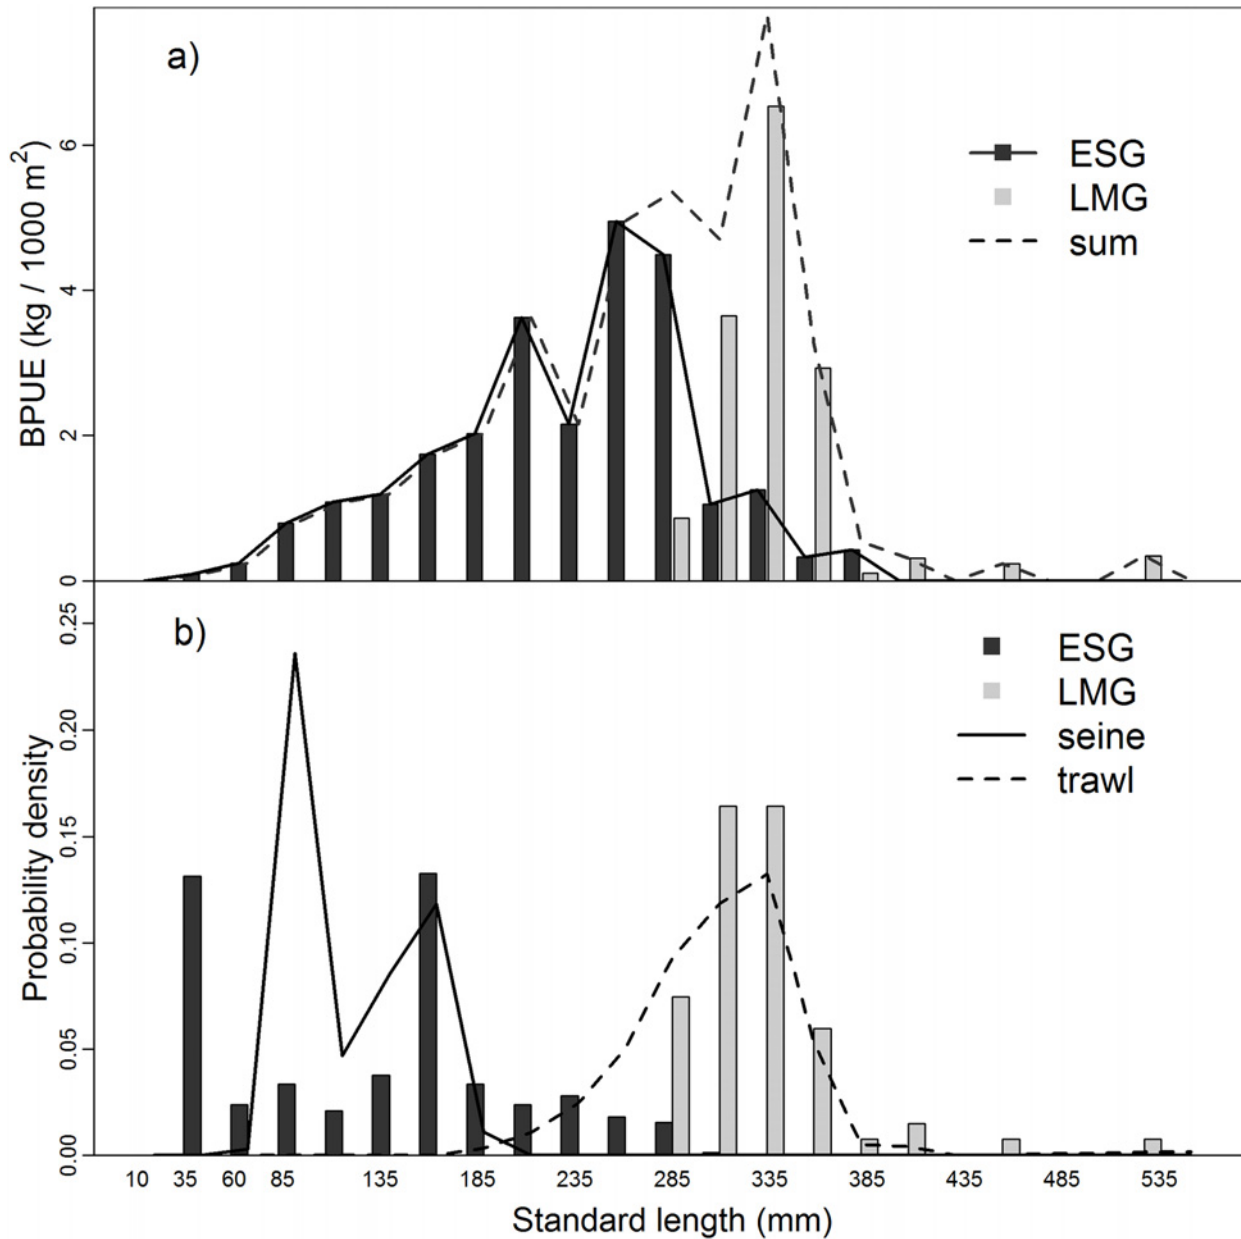 a)
ESG
LMG
sum
BPUE (kg / 1000 m²)
6
4
2
0
b)
ESG
LMG
seine
trawl
Probability density
0.25
0.20
0.15
0.10
0.05
0.00
10 35 60 85 135 185 235 285 335 385 435 485 535
Standard length (mm)